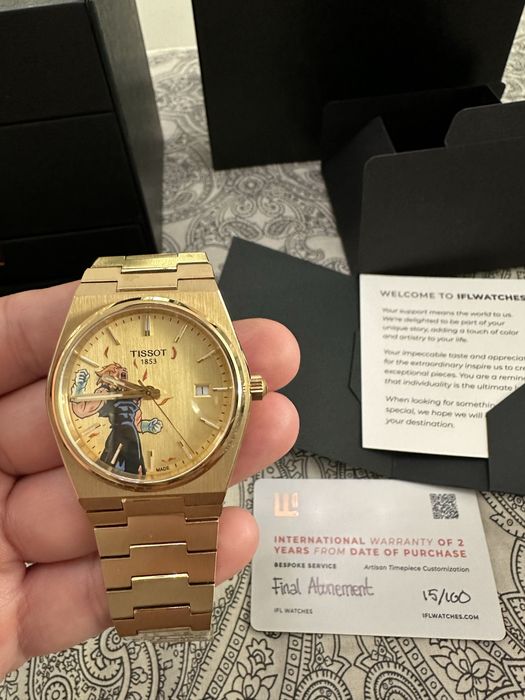 TISSOT
1853
MADE
WELCOME TO IFLWATCHES
Your support means the world to us.
We're delighted to be part of your
unique story, adding a touch of color
and artistry to your life.
Your impeccable taste and apprecia
for the extraordinary inspire us to cre
exceptional pieces. You are a remin
that individuality is the ultimate l
When looking for somethin
special, we hope we will
your destination.
INTERNATIONAL WARRANTY OF 2
YEARS FROM DATE OF PURCHASE
BESPOKE SERVICE Artisan Timepiece Customization
Final Atonement 15/100
IFL WATCHES IFLWATCHES.COM